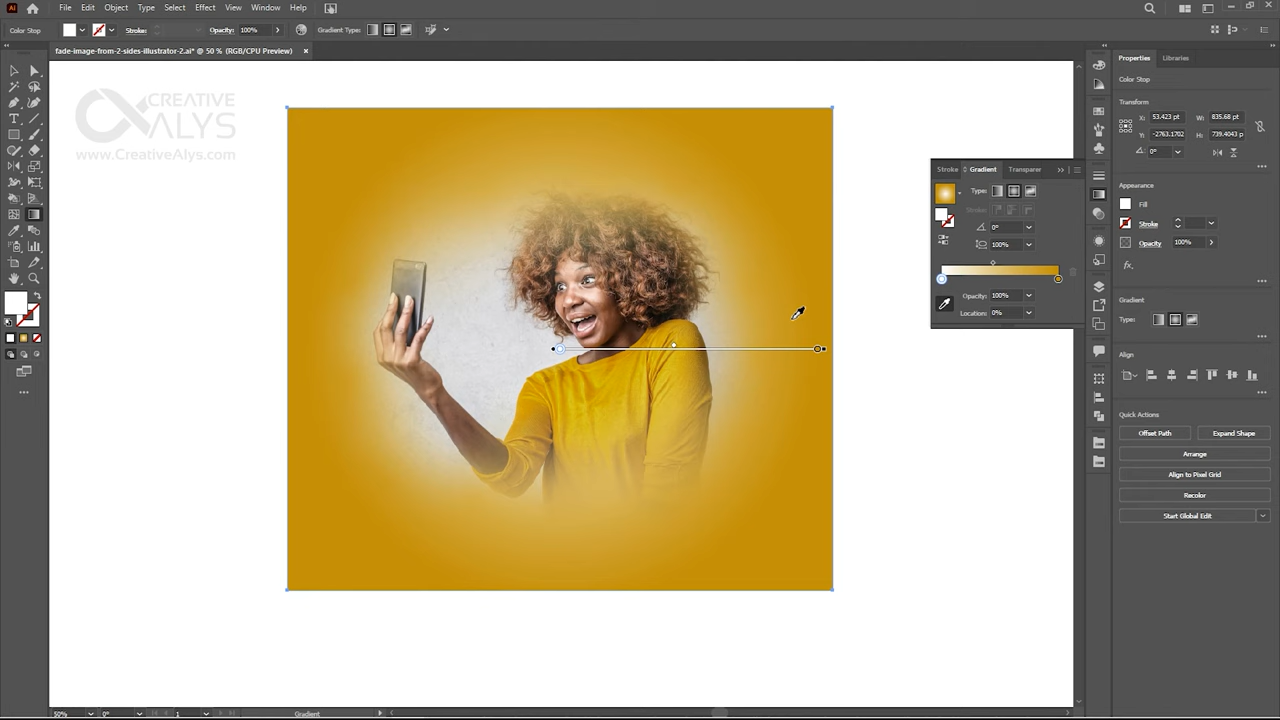 Ai File Edit Object Type Select Effect View Window Help
Color Stop Stroke: Opacity: 100% Gradient Type:
fade-image-from-2-sides-illustrator-2.ai* @ 50 % (RGB/CPU Preview) ×
Properties Libraries
Color Stop
CREATIVE
ALYS
www.CreativeAlys.com
Transform
X: 53.423 pt W: 835.68 pt
Y: -2763.1702 H: 739.4043 p
0°
Stroke Gradient Transparer
Type:
Stroke:
0°
100%
Opacity: 100%
Location: 0%
Appearance
Fill
Stroke
Opacity 100%
fx.
Gradient
Type:
Align
Quick Actions
Offset Path Expand Shape
Arrange
Align to Pixel Grid
Recolor
Start Global Edit
50% 0° 1 Gradient